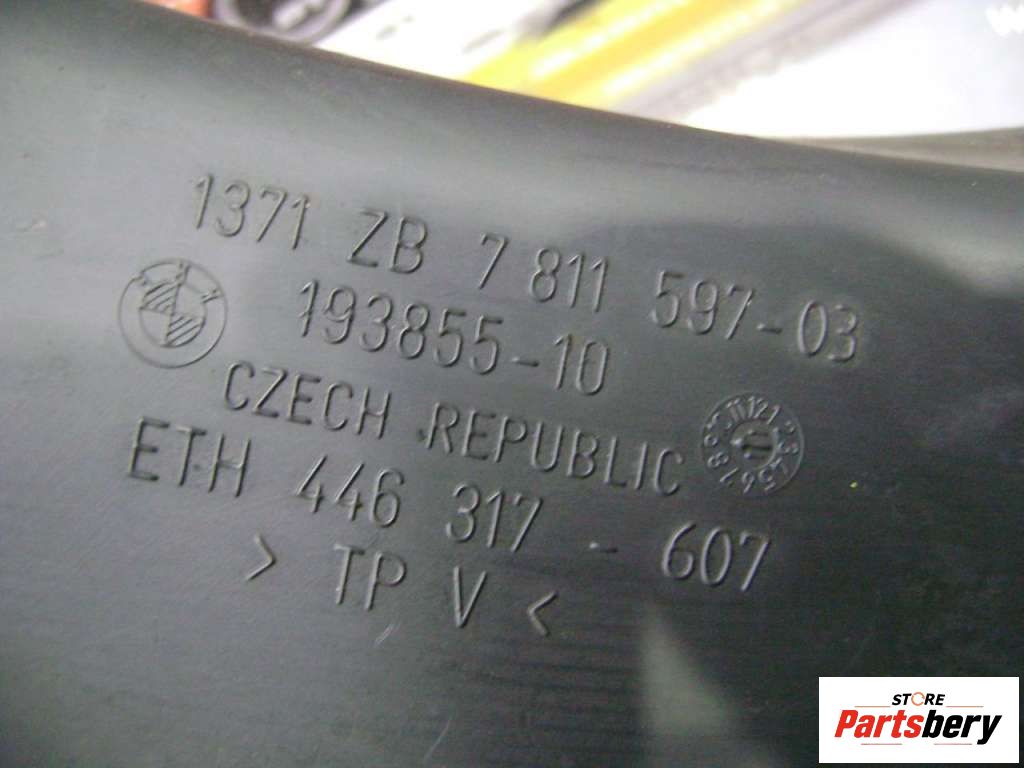 1371 ZB 7 811 597-03
193855-10
CZECH REPUBLIC
ETH 446 317 - 607
> TP V <
STORE
Partsbery